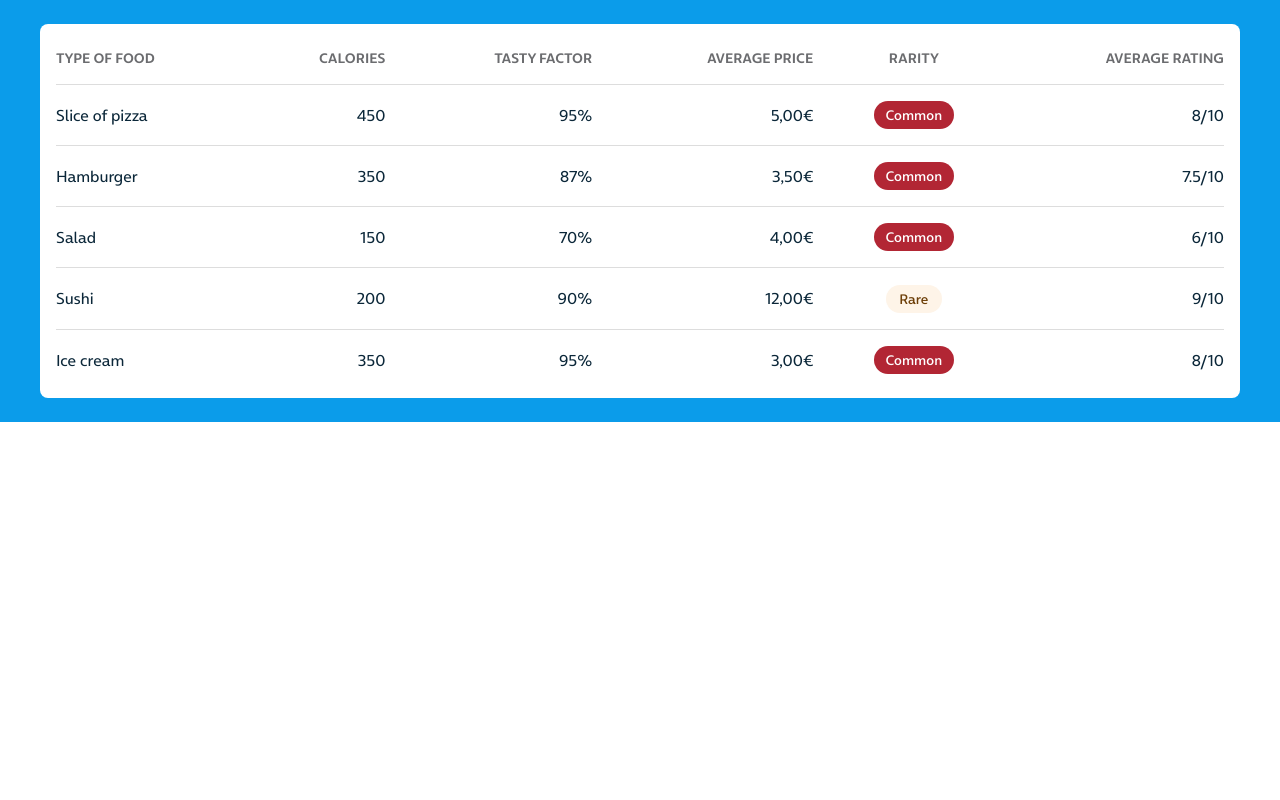 TYPE OF FOOD CALORIES TASTY FACTOR AVERAGE PRICE RARITY AVERAGE RATING
Slice of pizza 450 95% 5,00€ Common 8/10
Hamburger 350 87% 3,50€ Common 7.5/10
Salad 150 70% 4,00€ Common 6/10
Sushi 200 90% 12,00€ Rare 9/10
Ice cream 350 95% 3,00€ Common 8/10